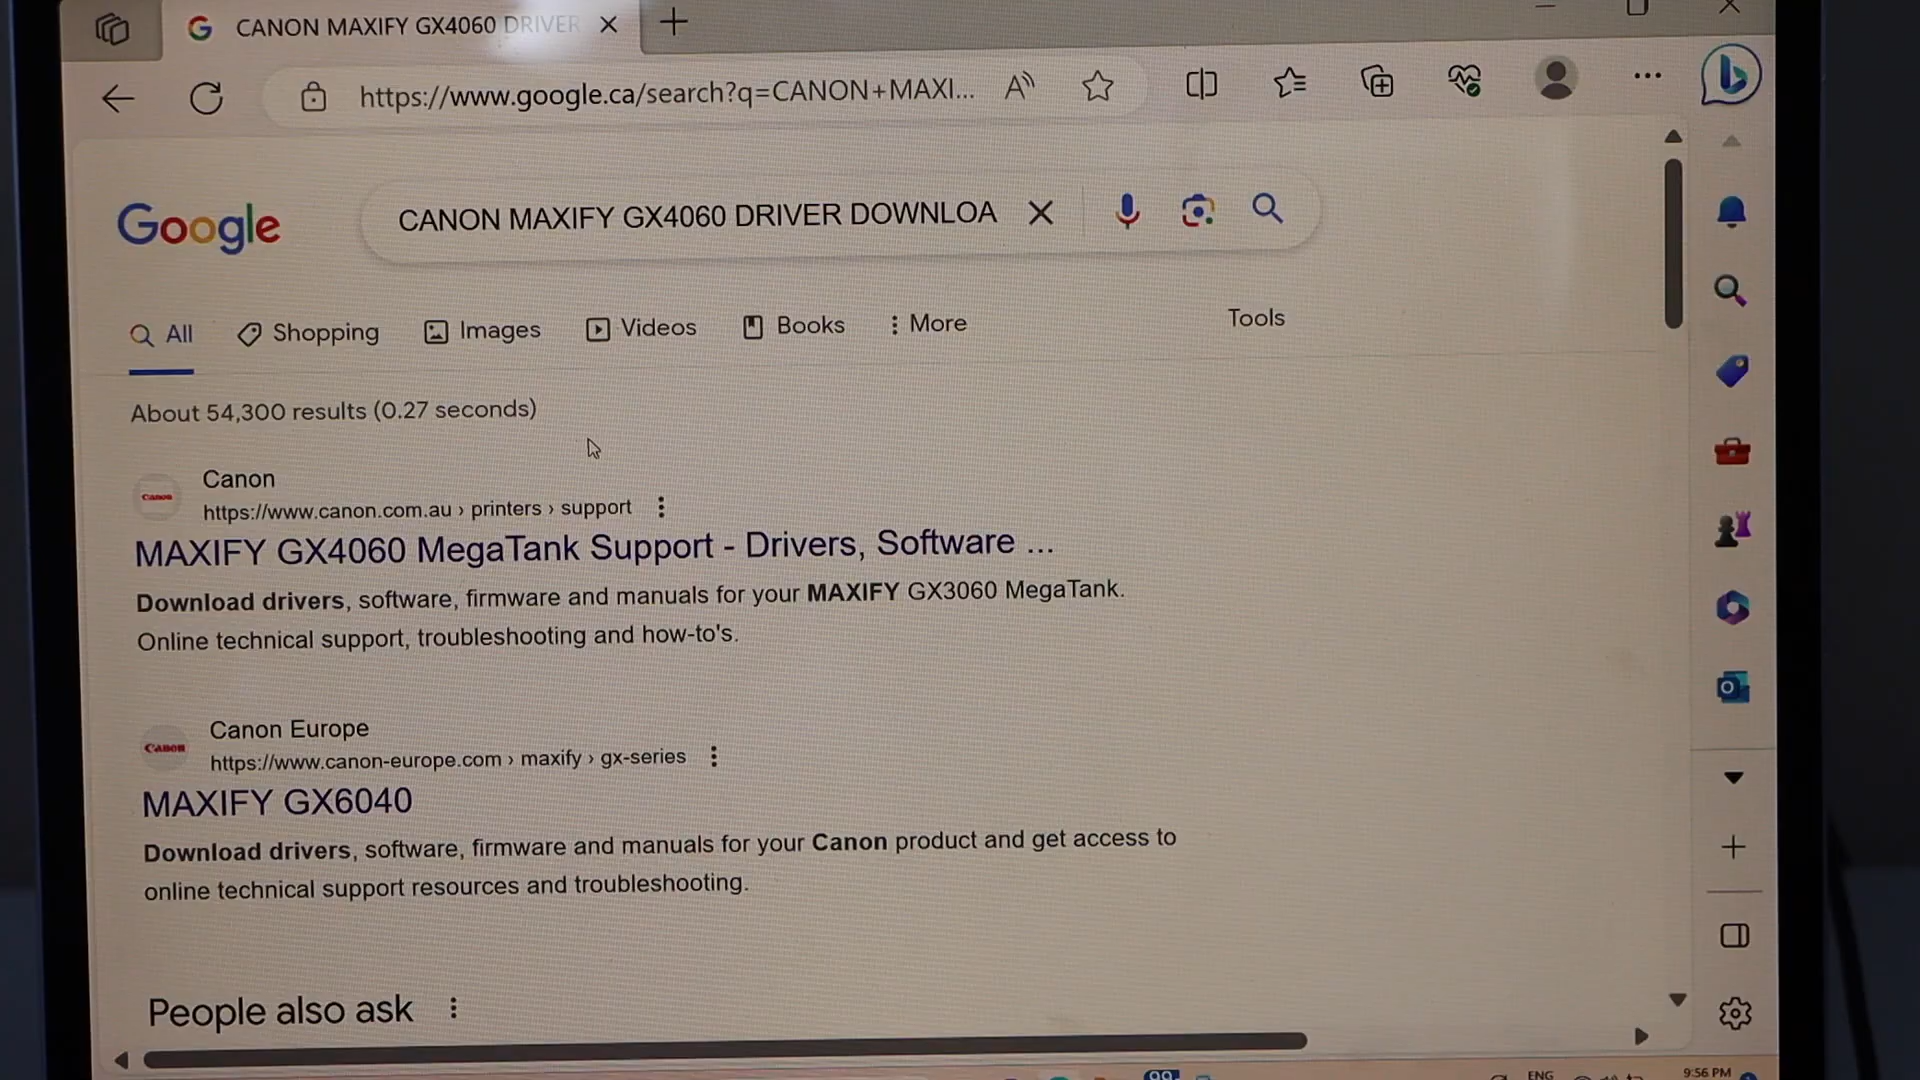 CANON MAXIFY GX4060 DRIVER
https://www.google.ca/search?q=CANON+MAXI...
Google
CANON MAXIFY GX4060 DRIVER DOWNLOA
All
Shopping
Images
Videos
Books
More
Tools
About 54,300 results (0.27 seconds)
Canon
Canon
https://www.canon.com.au › printers › support
MAXIFY GX4060 MegaTank Support - Drivers, Software ...
Download drivers, software, firmware and manuals for your MAXIFY GX3060 MegaTank.
Online technical support, troubleshooting and how-to's.
Canon
Canon Europe
https://www.canon-europe.com › maxify › gx-series
MAXIFY GX6040
Download drivers, software, firmware and manuals for your Canon product and get access to
online technical support resources and troubleshooting.
People also ask
ENG
9:56 PM